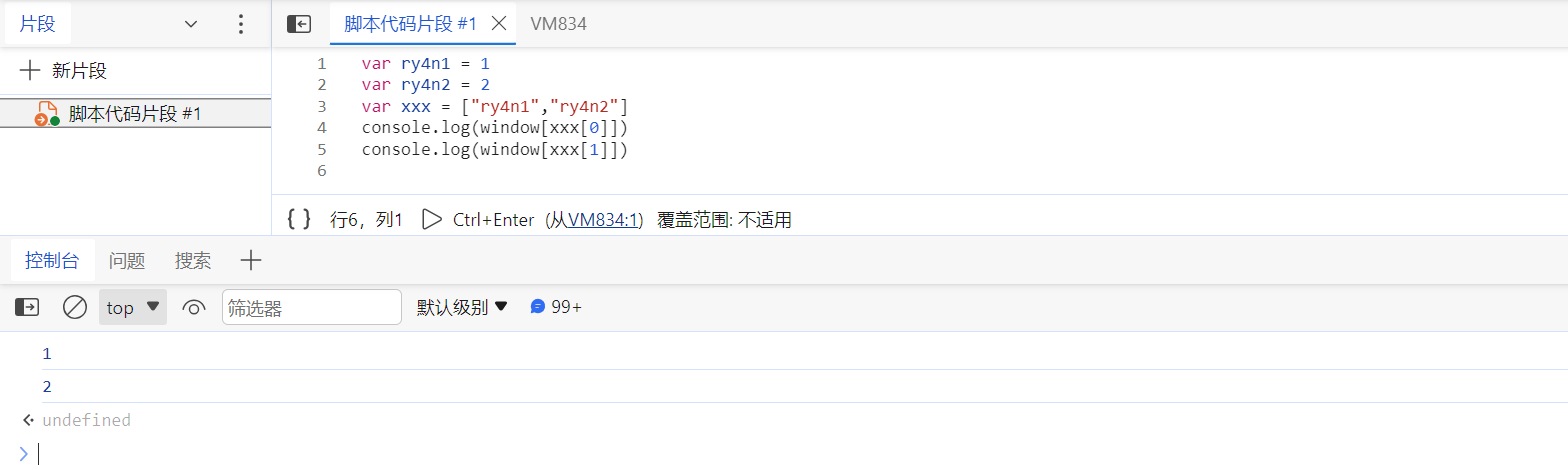 片段
脚本代码片段 #1
VM834
新片段
脚本代码片段 #1
1 var ry4n1 = 1
2 var ry4n2 = 2
3 var xxx = ["ry4n1","ry4n2"]
4 console.log(window[xxx[0]])
5 console.log(window[xxx[1]])
6
{ } 行6，列1 Ctrl+Enter (从VM834:1) 覆盖范围: 不适用
控制台 问题 搜索
top 筛选器 默认级别 99+
1
2
undefined